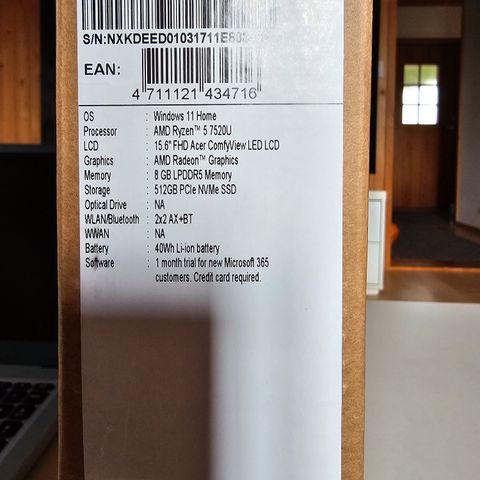 EAN:
4 711121 434716
OS : Windows 11 Home
Processor : AMD Ryzen™ 5 7520U
LCD : 15.6" FHD Acer ComfyView LED LCD
Graphics : AMD Radeon™ Graphics
Memory : 8 GB LPDDR5 Memory
Storage : 512GB PCIe NVMe SSD
Optical Drive : NA
WLAN/Bluetooth : 2x2 AX+BT
WWAN : NA
Battery : 40Wh Li-ion battery
Software : 1 month trial for new Microsoft 365
customers. Credit card required.